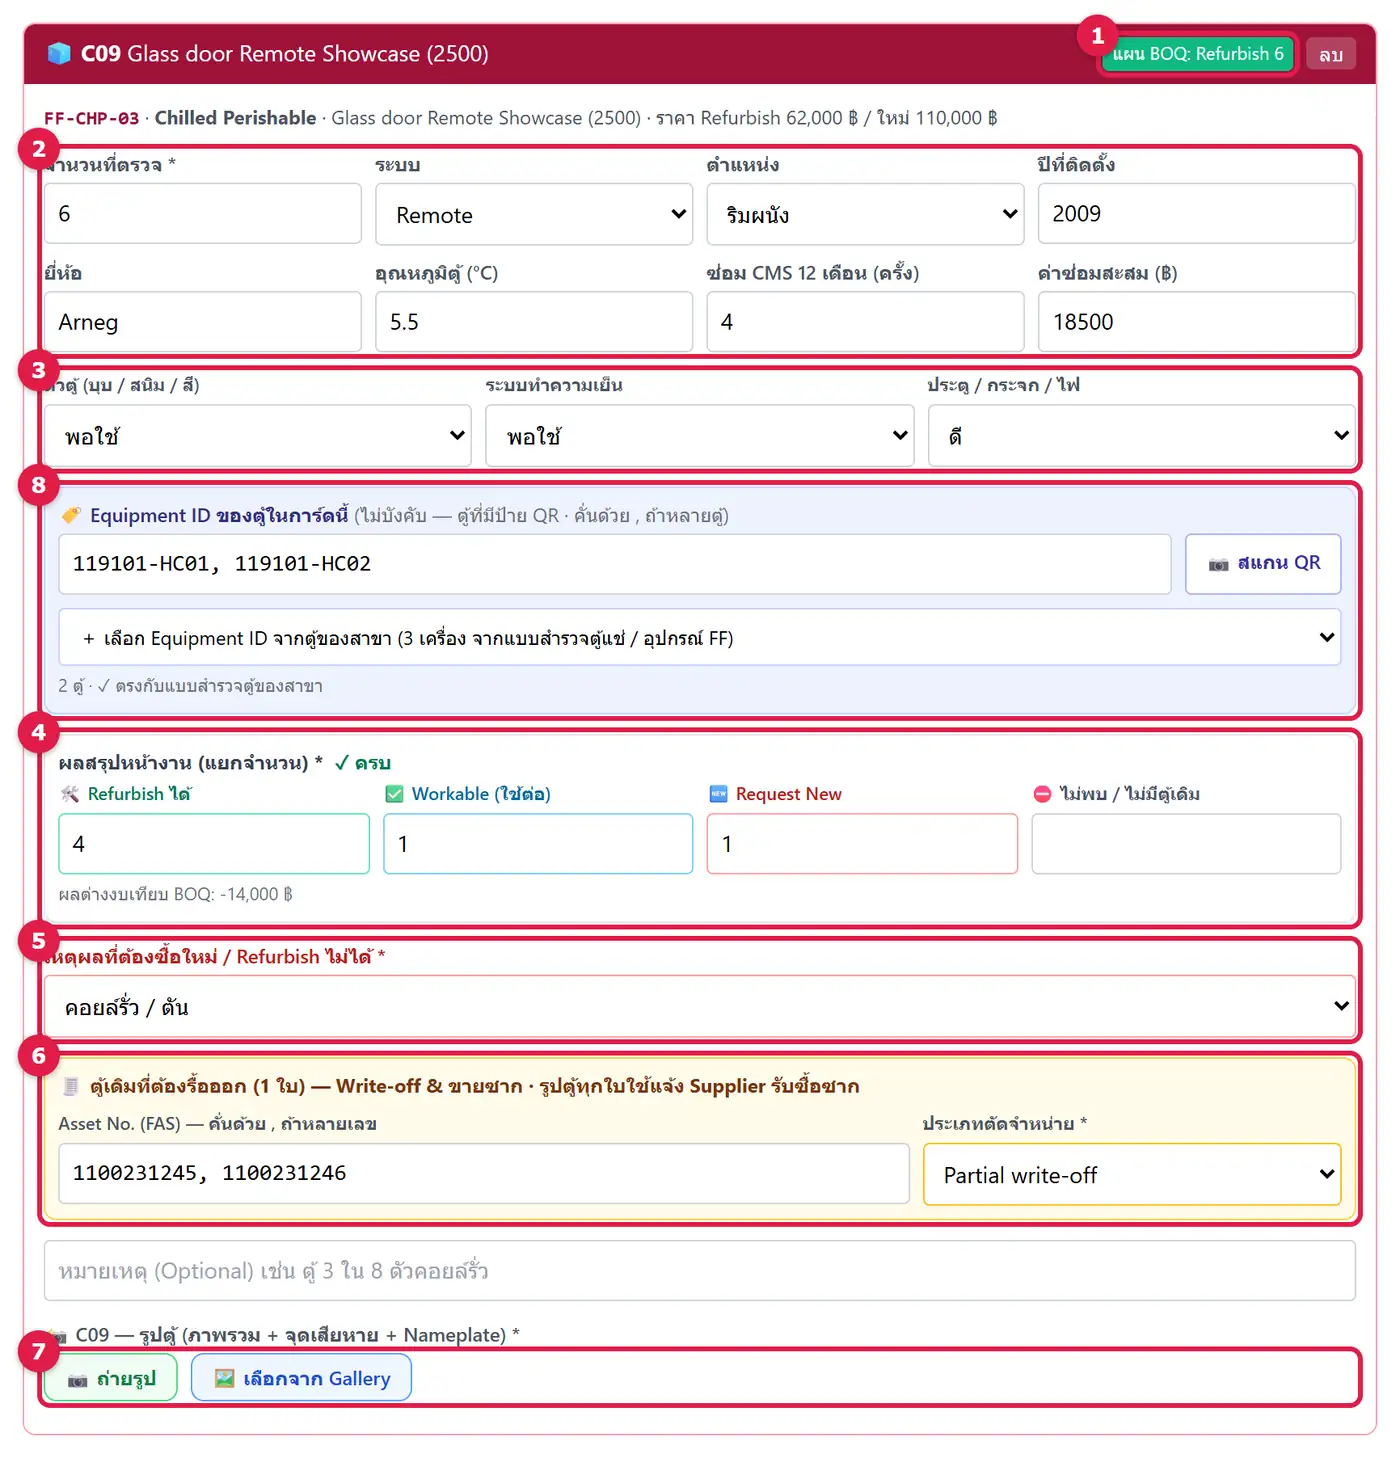 C09 Glass door Remote Showcase (2500)
1
แผน BOQ: Refurbish 6
ลบ
FF-CHP-03 · Chilled Perishable · Glass door Remote Showcase (2500) · ราคา Refurbish 62,000 ฿ / ใหม่ 110,000 ฿
2
จำนวนที่ตรวจ *
ระบบ
ตำแหน่ง
ปีที่ติดตั้ง
6
Remote
ริมผนัง
2009
ยี่ห้อ
อุณหภูมิตู้ (°C)
ซ่อม CMS 12 เดือน (ครั้ง)
ค่าซ่อมสะสม (฿)
Arneg
5.5
4
18500
3
ตัวตู้ (บุบ / สนิม / สี)
ระบบทำความเย็น
ประตู / กระจก / ไฟ
พอใช้
พอใช้
ดี
8
Equipment ID ของตู้ในการ์ดนี้ (ไม่บังคับ — ตู้ที่มีป้าย QR · คั่นด้วย , ถ้าหลายตู้)
119101-HC01, 119101-HC02
สแกน QR
+ เลือก Equipment ID จากตู้ของสาขา (3 เครื่อง จากแบบสำรวจตู้แช่ / อุปกรณ์ FF)
2 ตู้ · ✓ ตรงกับแบบสำรวจตู้ของสาขา
4
ผลสรุปหน้างาน (แยกจำนวน) * ✓ ครบ
Refurbish ได้
Workable (ใช้ต่อ)
NEW Request New
ไม่พบ / ไม่มีตู้เดิม
4
1
1
ผลต่างงบเทียบ BOQ: -14,000 ฿
5
เหตุผลที่ต้องซื้อใหม่ / Refurbish ไม่ได้ *
คอยล์รั่ว / ตัน
6
ตู้เดิมที่ต้องรื้อออก (1 ใบ) — Write-off & ขายซาก · รูปตู้ทุกใบใช้แจ้ง Supplier รับซื้อซาก
Asset No. (FAS) — คั่นด้วย , ถ้าหลายเลข
ประเภทตัดจำหน่าย *
1100231245, 1100231246
Partial write-off
หมายเหตุ (Optional) เช่น ตู้ 3 ใน 8 ตัวคอยล์รั่ว
C09 — รูปตู้ (ภาพรวม + จุดเสียหาย + Nameplate) *
7
ถ่ายรูป
เลือกจาก Gallery